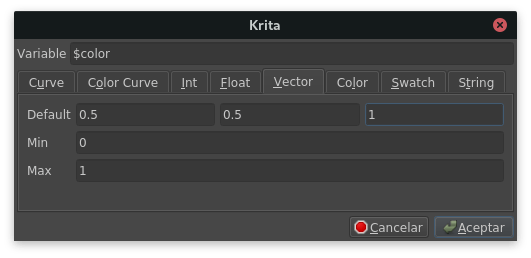 Krita
Variable $color
Curve Color Curve Int Float Vector Color Swatch String
Default 0.5 0.5 1
Min 0
Max 1
Cancelar Aceptar